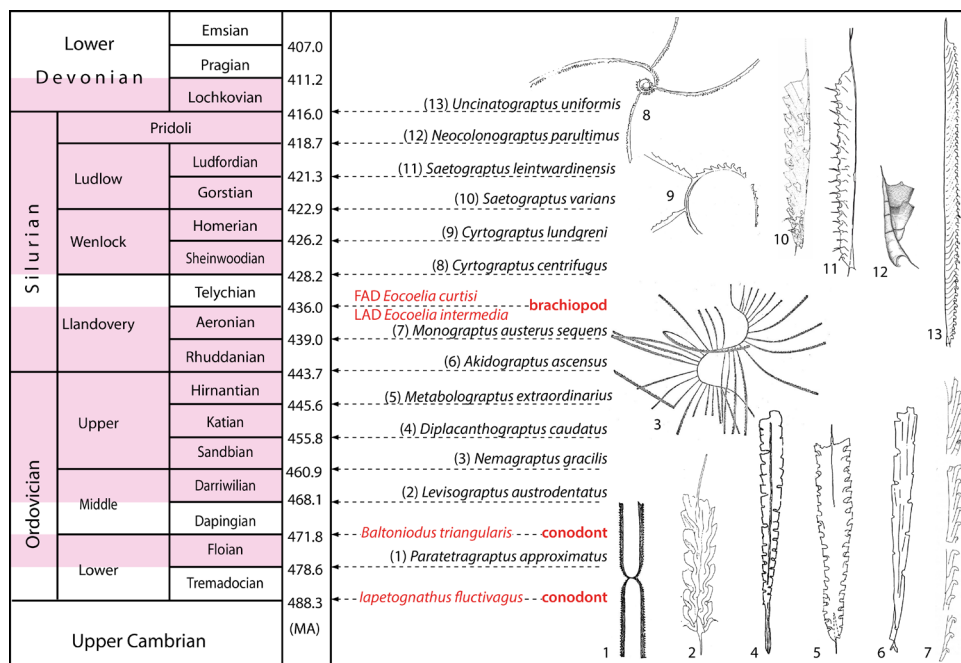 Lower
Devonian
Emsian
407.0
Pragian
411.2
Lochkovian
416.0
(13) Uncinatograptus uniformis
Silurian
Pridoli
418.7
(12) Neocolonograptus parultimus
Ludlow
Ludfordian
421.3
(11) Saetograptus leintwardinensis
Gorstian
422.9
(10) Saetograptus varians
Wenlock
Homerian
426.2
(9) Cyrtograptus lundgreni
Sheinwoodian
428.2
(8) Cyrtograptus centrifugus
Llandovery
Telychian
FAD Eocoelia curtisi
436.0
brachiopod
LAD Eocoelia intermedia
Aeronian
439.0
(7) Monograptus austerus sequens
Rhuddanian
443.7
(6) Akidograptus ascensus
Ordovician
Upper
Hirnantian
445.6
(5) Metabolograptus extraordinarius
Katian
455.8
(4) Diplacanthograptus caudatus
Sandbian
460.9
(3) Nemagraptus gracilis
Middle
Darriwilian
468.1
(2) Levisograptus austrodentatus
Dapingian
471.8
Baltoniodus triangularis conodont
Lower
Floian
478.6
(1) Paratetragraptus approximatus
Tremadocian
488.3
Iapetognathus fluctivagus conodont
(MA)
Upper Cambrian
8
9
10
11
12
13
3
1
2
4
5
6
7